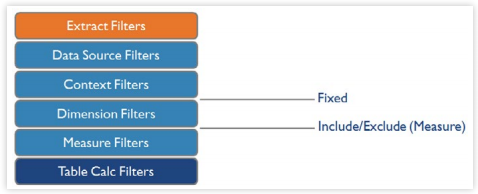 Extract Filters
Data Source Filters
Context Filters
Fixed
Dimension Filters
Include/Exclude (Measure)
Measure Filters
Table Calc Filters